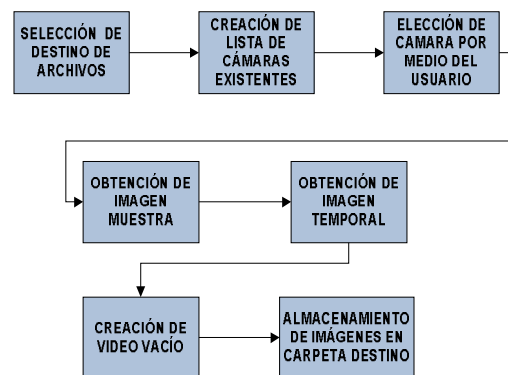 SELECCIÓN DE
DESTINO DE
ARCHIVOS
CREACIÓN DE
LISTA DE
CÁMARAS
EXISTENTES
ELECCIÓN DE
CAMARA POR
MEDIO DEL
USUARIO
OBTENCIÓN DE
IMAGEN
MUESTRA
OBTENCIÓN DE
IMAGEN
TEMPORAL
CREACIÓN DE
VIDEO VACÍO
ALMACENAMIENTO
DE IMÁGENES EN
CARPETA DESTINO